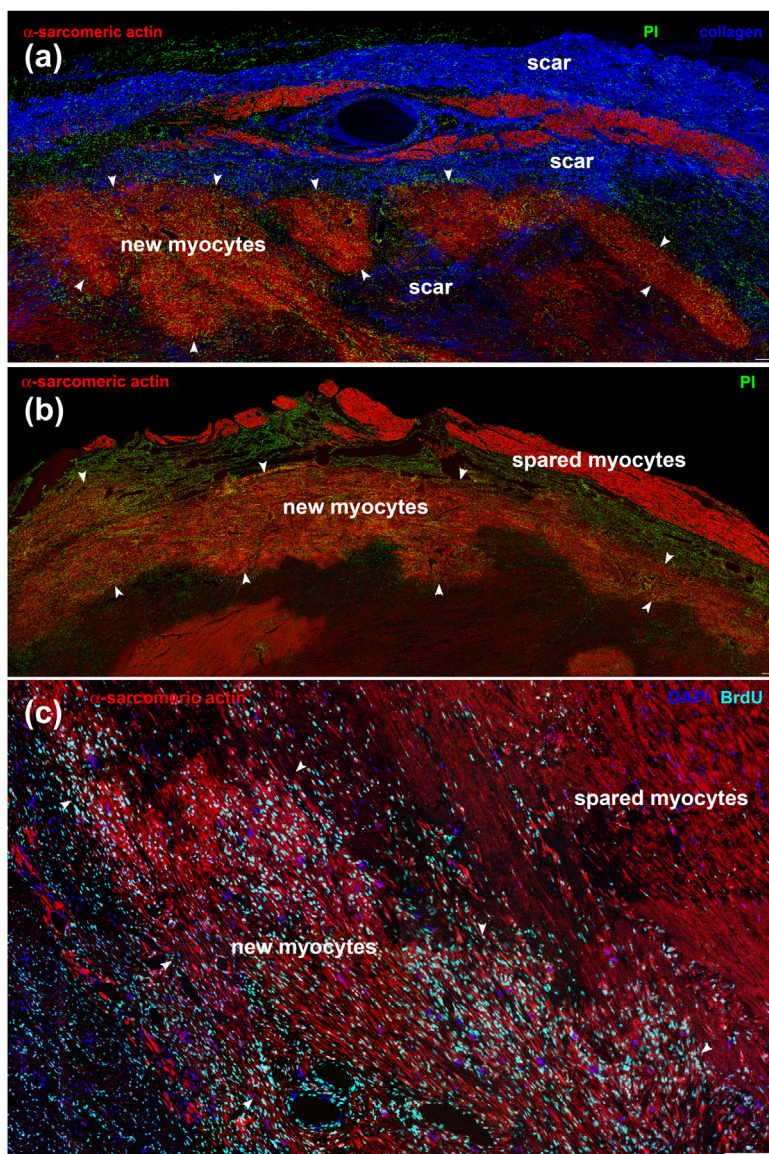 α-sarcomeric actin PI collagen
(a)
scar
scar
new myocytes
scar
α-sarcomeric actin PI
(b)
spared myocytes
new myocytes
α-sarcomeric actin DAPI BrdU
(c)
spared myocytes
new myocytes